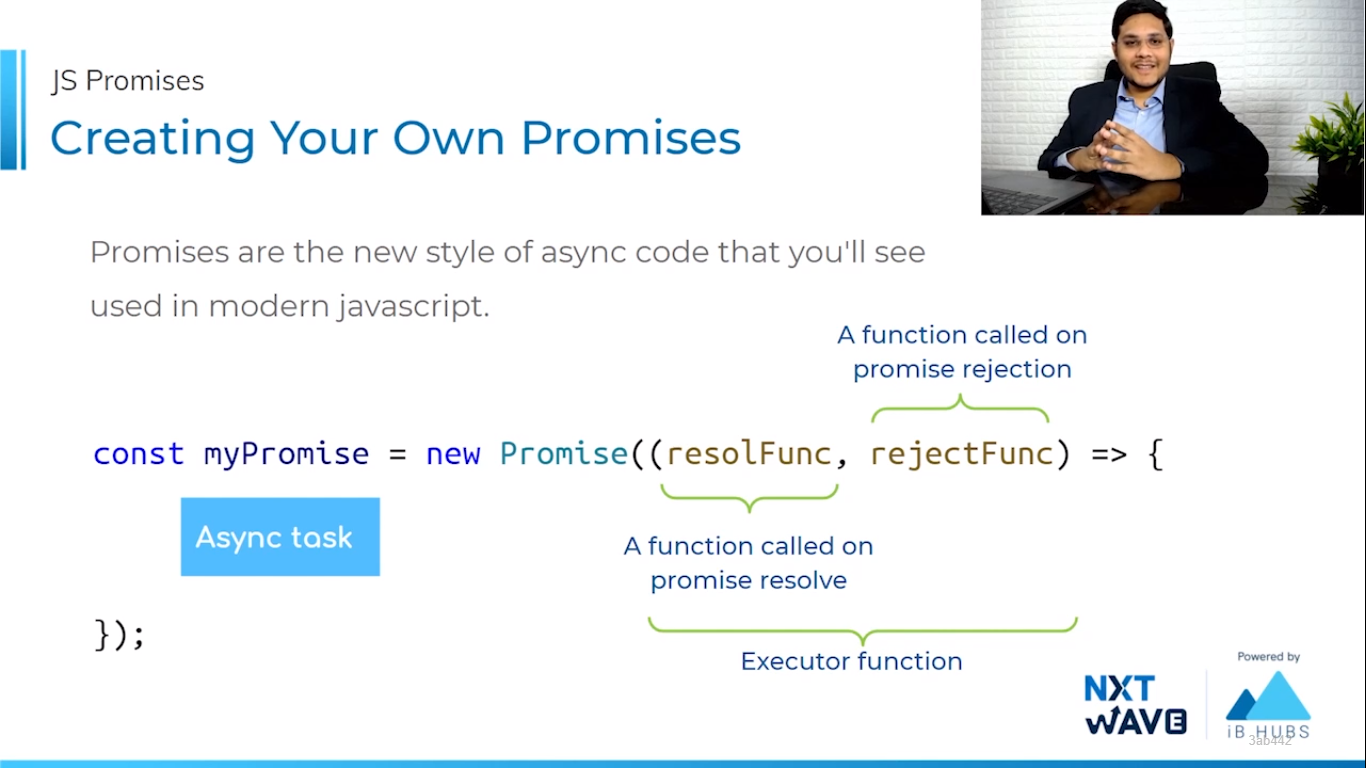 JS Promises
Creating Your Own Promises
Promises are the new style of async code that you'll see
used in modern javascript.
A function called on
promise rejection
const myPromise = new Promise((resolFunc, rejectFunc) => {
Async task
A function called on
promise resolve
});
Executor function
Powered by
NXT
WAVE
iB HUBS
3ab442